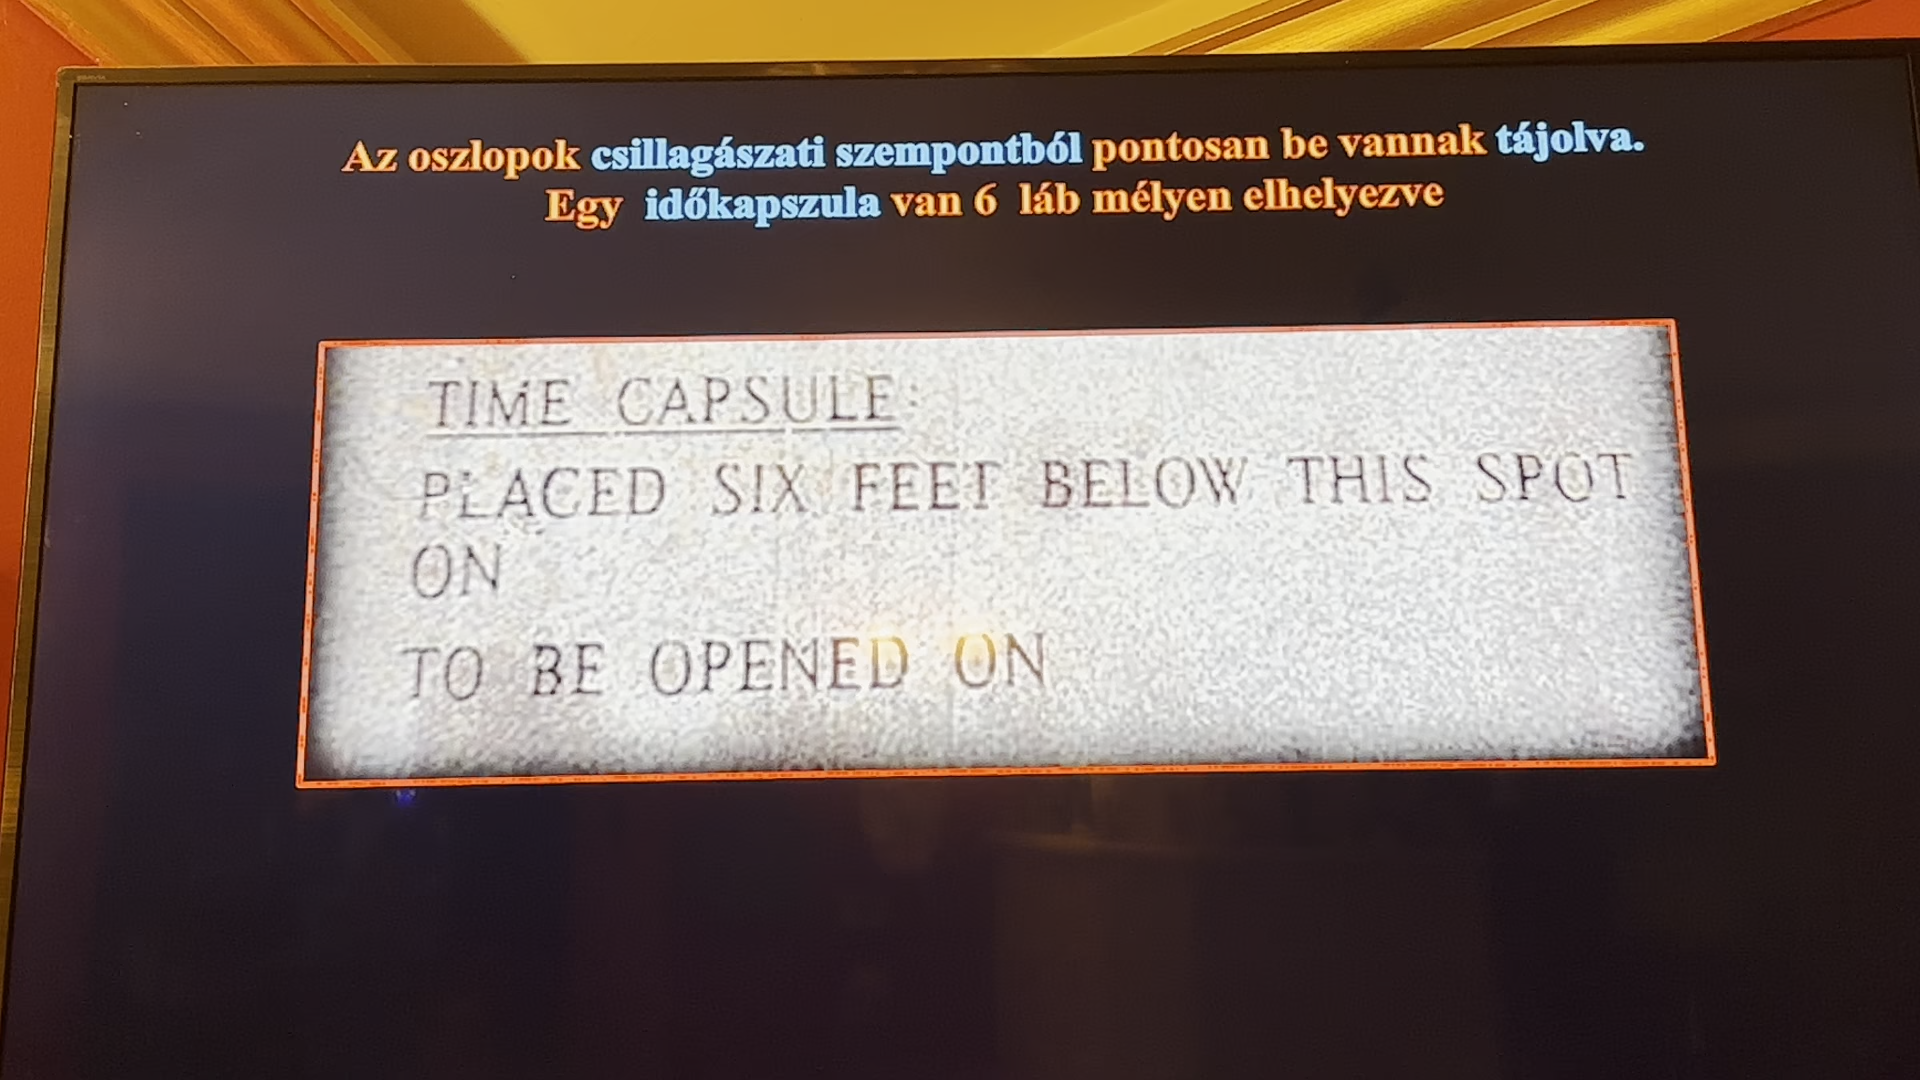 Az oszlopok csillagászati szempontból pontosan be vannak tájolva.
Egy időkapszula van 6 láb mélyen elhelyezve
TIME CAPSULE:
PLACED SIX FEET BELOW THIS SPOT
ON
TO BE OPENED ON